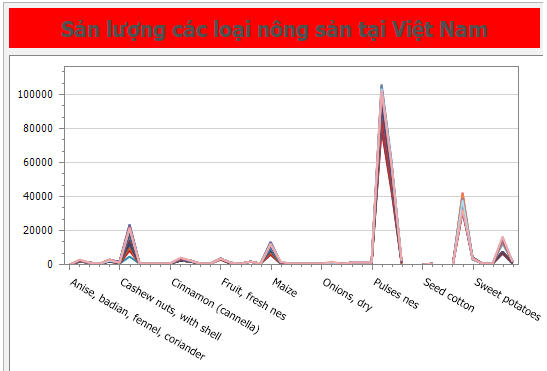 Sản lượng các loại nông sản tại Việt Nam
100000
80000
60000
40000
20000
0
Anise, badian, fennel, coriander
Cashew nuts, with shell
Cinnamon (cannella)
Fruit, fresh nes
Maize
Onions, dry
Pulses nes
Seed cotton
Sweet potatoes